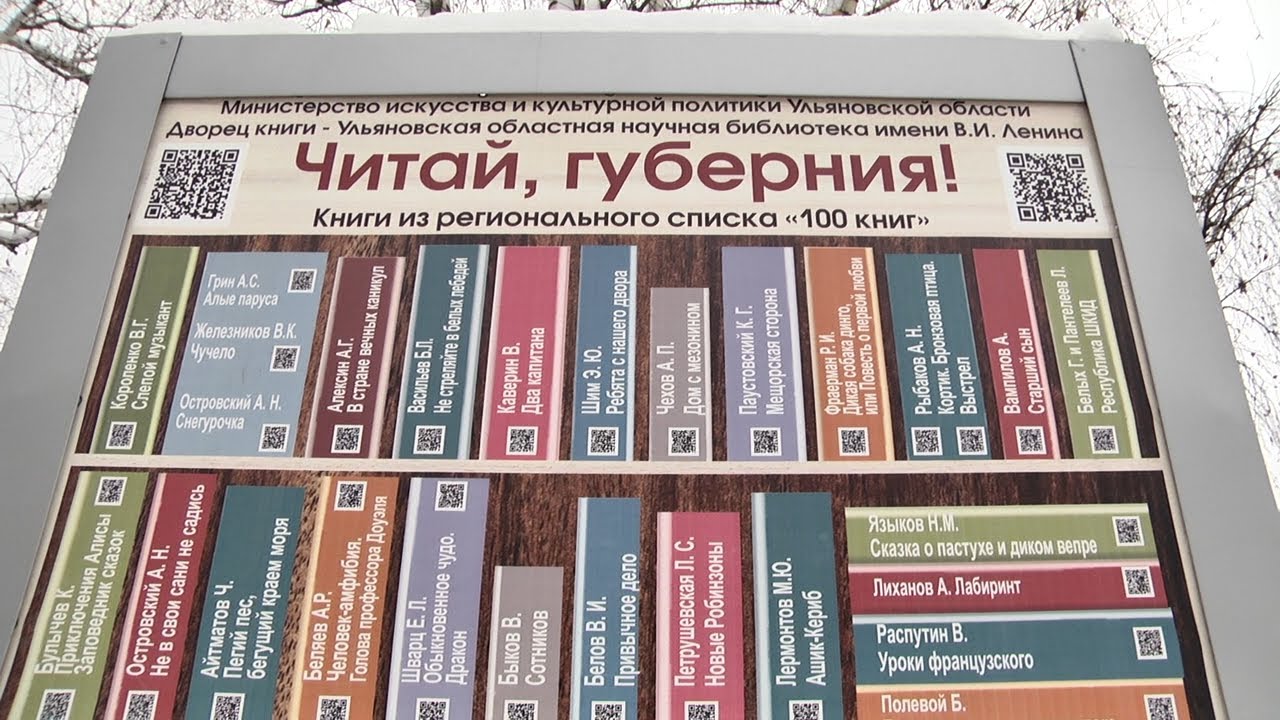 Министерство искусства и культурной политики Ульяновской области
Дворец книги - Ульяновская областная научная библиотека имени В.И. Ленина
Читай, губерния!
Книги из регионального списка «100 книг»
Короленко В.Г.
Слепой музыкант
Грин А.С.
Алые паруса
Железников В.К.
Чучело
Островский А. Н.
Снегурочка
Алексин А.Г.
В стране вечных каникул
Васильев Б.Л.
Не стреляйте в белых лебедей
Каверин В.
Два капитана
Шим Э. Ю.
Ребята с нашего двора
Чехов А. П.
Дом с мезонином
Паустовский К. Г.
Мещорская сторона
Фраерман Р. И.
Дикая собака динго,
или Повесть о первой любви
Рыбаков А. Н.
Кортик. Бронзовая птица.
Выстрел
Вампилов А.
Старший сын
Белых Г. и Пантелеев Л.
Республика ШКИД
Булычев К.
Приключения Алисы
Заповедник сказок
Островский А. Н.
Не в свои сани не садись
Айтматов Ч.
Пегий пес,
бегущий краем моря
Беляев А.Р.
Человек-амфибия.
Голова профессора Доуэля
Шварц Е. Л.
Обыкновенное чудо.
Дракон
Быков В.
Сотников
Белов В. И.
Привычное дело
Петрушевская Л. С.
Новые Робинзоны
Лермонтов М.Ю.
Ашик-Кериб
Языков Н.М.
Сказка о пастухе и диком вепре
Лиханов А. Лабиринт
Распутин В.
Уроки французского
Полевой Б.